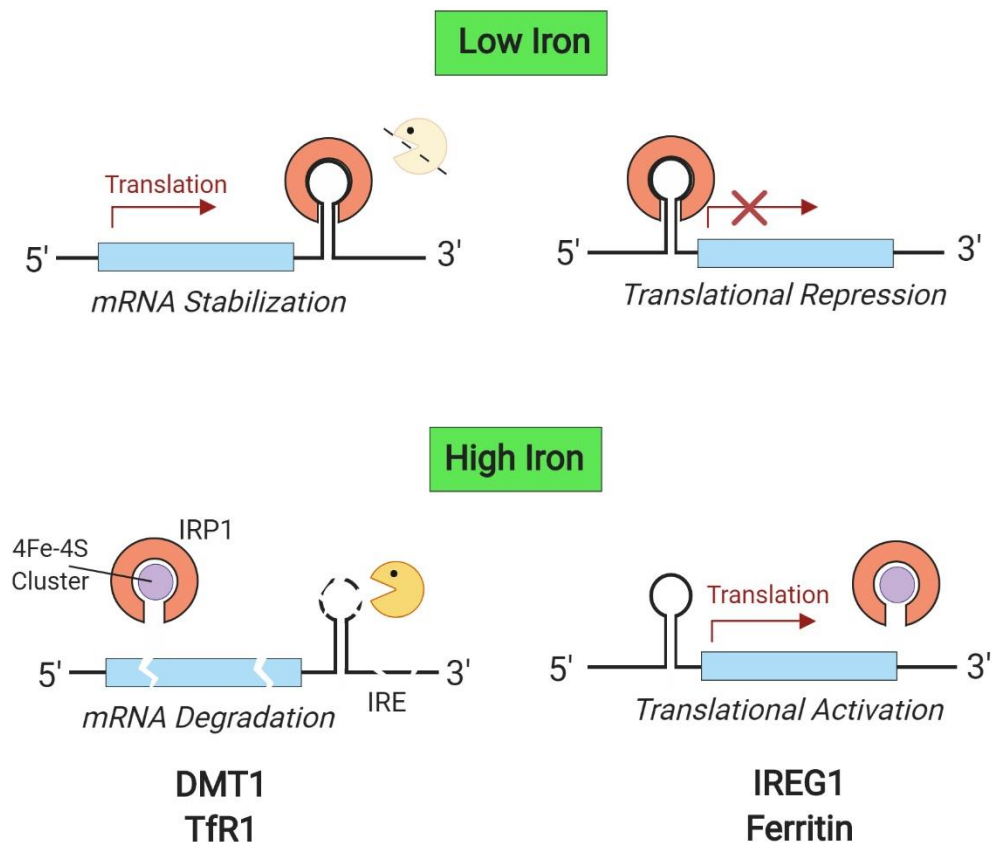 Low Iron
Translation
5' 3'
mRNA Stabilization
5' 3'
Translational Repression
High Iron
4Fe-4S
Cluster
IRP1
5' 3'
IRE
mRNA Degradation
Translation
5' 3'
Translational Activation
DMT1
TfR1
IREG1
Ferritin